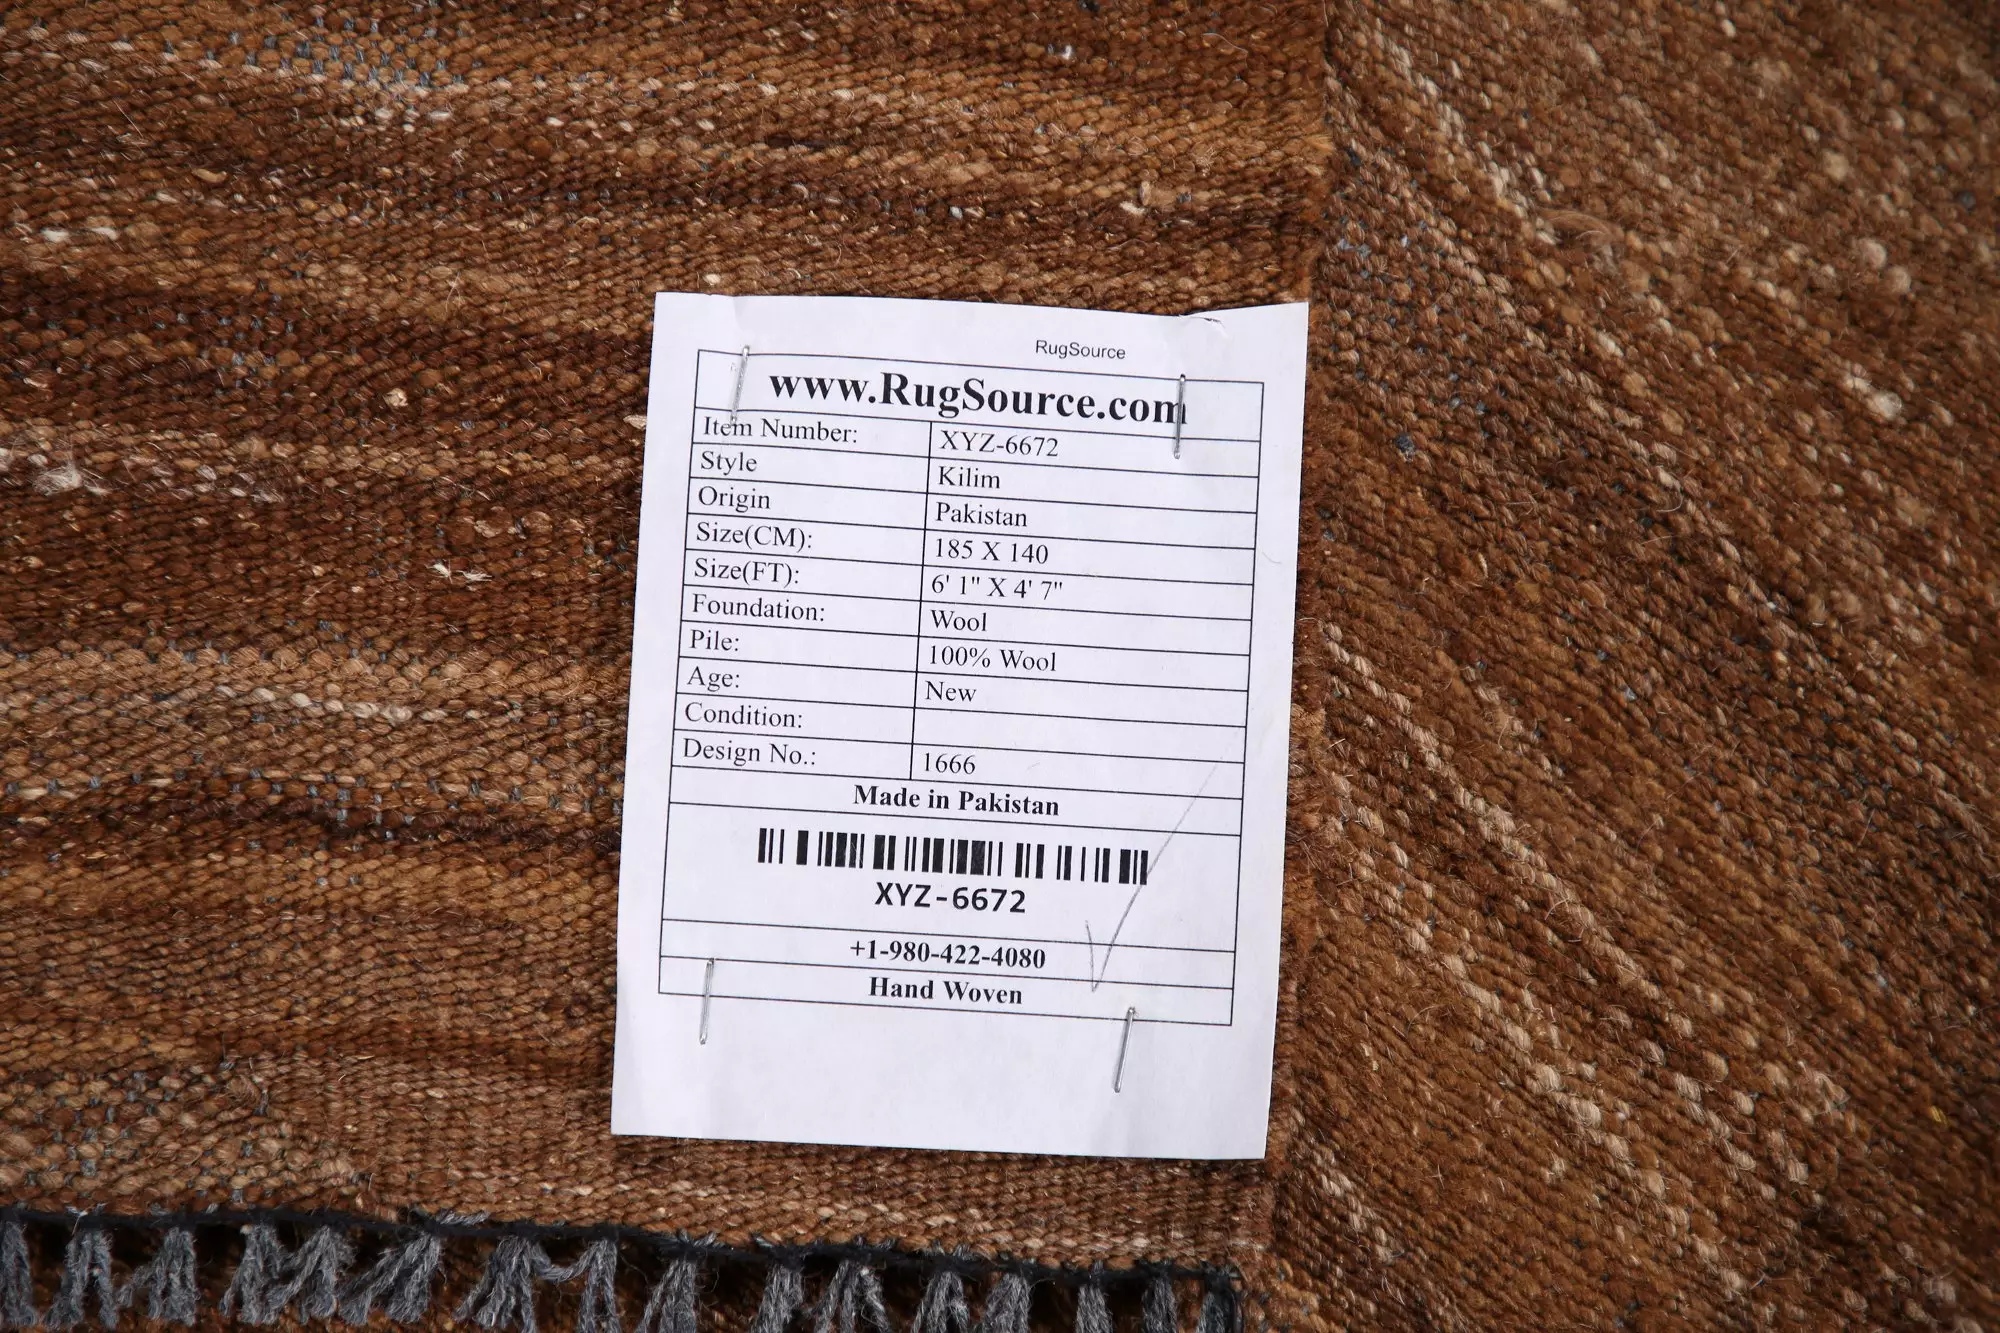 RugSource
www.RugSource.com
Item Number: XYZ-6672
Style Kilim
Origin Pakistan
Size(CM): 185 X 140
Size(FT): 6' 1" X 4' 7"
Foundation: Wool
Pile: 100% Wool
Age: New
Condition:
Design No.: 1666
Made in Pakistan
XYZ-6672
+1-980-422-4080
Hand Woven